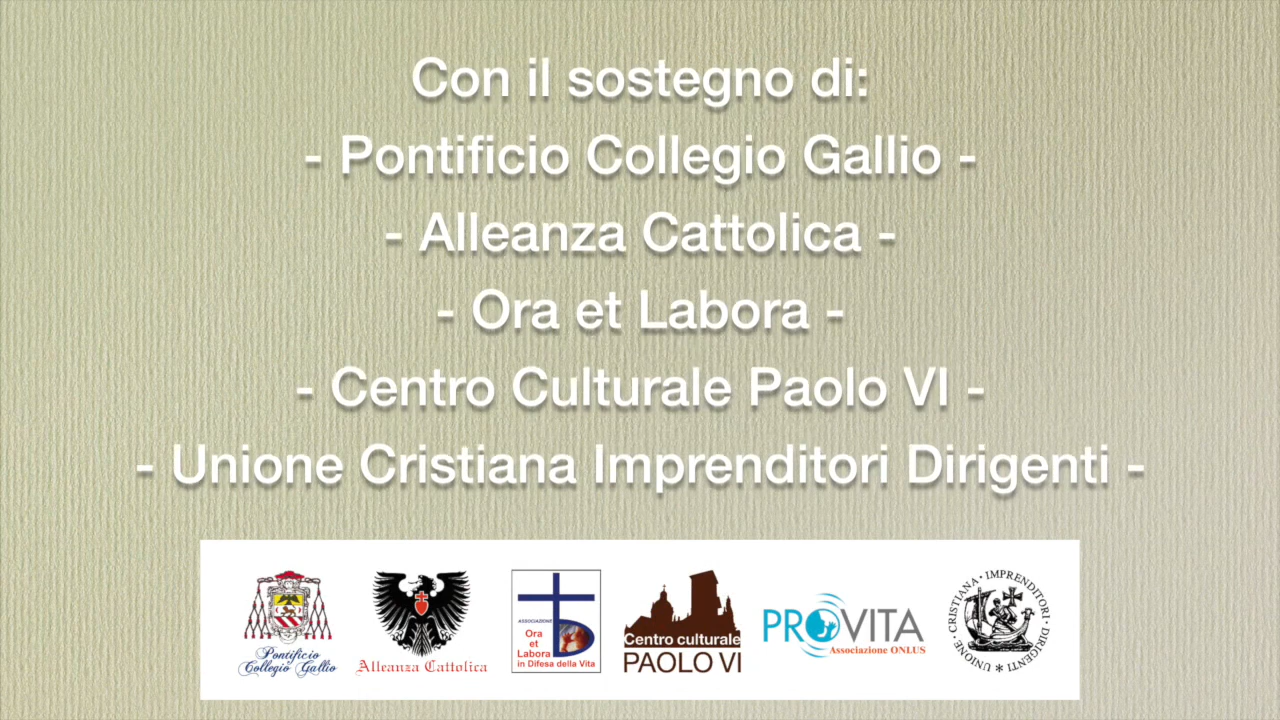 Con il sostegno di:
- Pontificio Collegio Gallio -
- Alleanza Cattolica -
- Ora et Labora -
- Centro Culturale Paolo VI -
- Unione Cristiana Imprenditori Dirigenti -
Pontificio
Collegio Gallio
Alleanza Cattolica
ASSOCIAZIONE
Ora
et
Labora
in Difesa della Vita
Centro culturale
PAOLO VI
PROVITA
Associazione ONLUS
UNIONE · CRISTIANA · IMPRENDITORI · DIRIGENTI